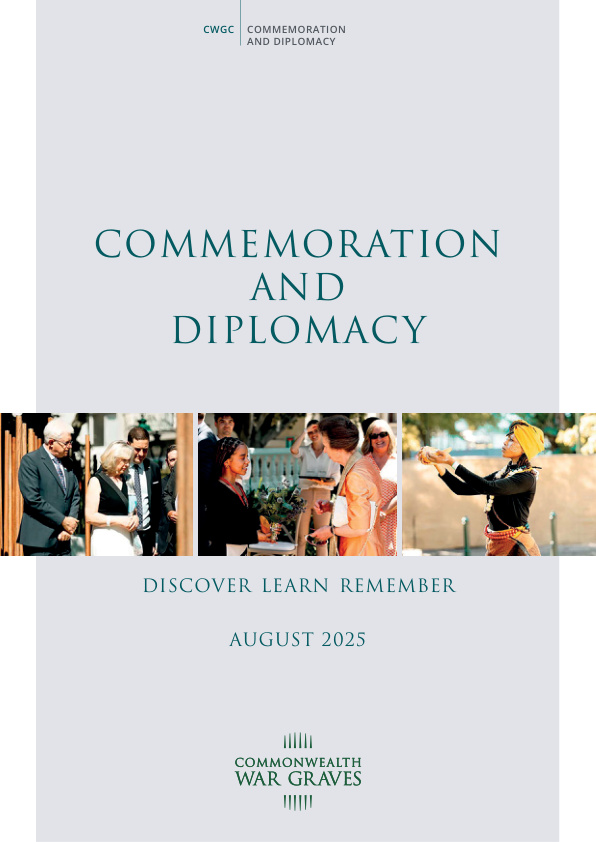 CWGC
COMMEMORATION
AND DIPLOMACY
COMMEMORATION
AND
DIPLOMACY
DISCOVER LEARN REMEMBER
AUGUST 2025
COMMONWEALTH
WAR GRAVES